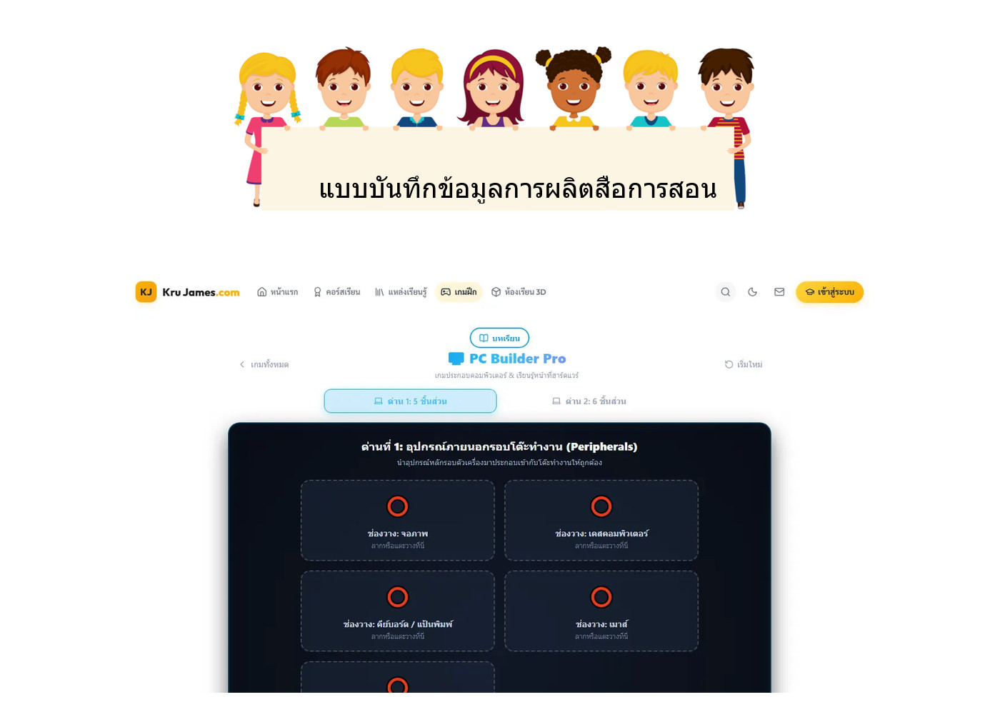 แบบบันทึกข้อมูลการผลิตสื่อการสอน
KJ Kru James.com หน้าแรก คอร์สเรียน แหล่งเรียนรู้ เกมฝึก ห้องเรียน 3D เข้าสู่ระบบ
บทเรียน
เกมทั้งหมด PC Builder Pro เริ่มใหม่
เกมประกอบคอมพิวเตอร์ & เรียนรู้หน้าที่ฮาร์ดแวร์
ด่าน 1: 5 ชิ้นส่วน ด่าน 2: 6 ชิ้นส่วน
ด่านที่ 1: อุปกรณ์ภายนอกรอบโต๊ะทำงาน (Peripherals)
นำอุปกรณ์หลักรอบตัวเครื่องมาประกอบเข้ากับโต๊ะทำงานให้ถูกต้อง
ช่องวาง: จอภาพ ช่องวาง: เคสคอมพิวเตอร์
ลากหรือแตะวางที่นี่ ลากหรือแตะวางที่นี่
ช่องวาง: คีย์บอร์ด / แป้นพิมพ์ ช่องวาง: เมาส์
ลากหรือแตะวางที่นี่ ลากหรือแตะวางที่นี่